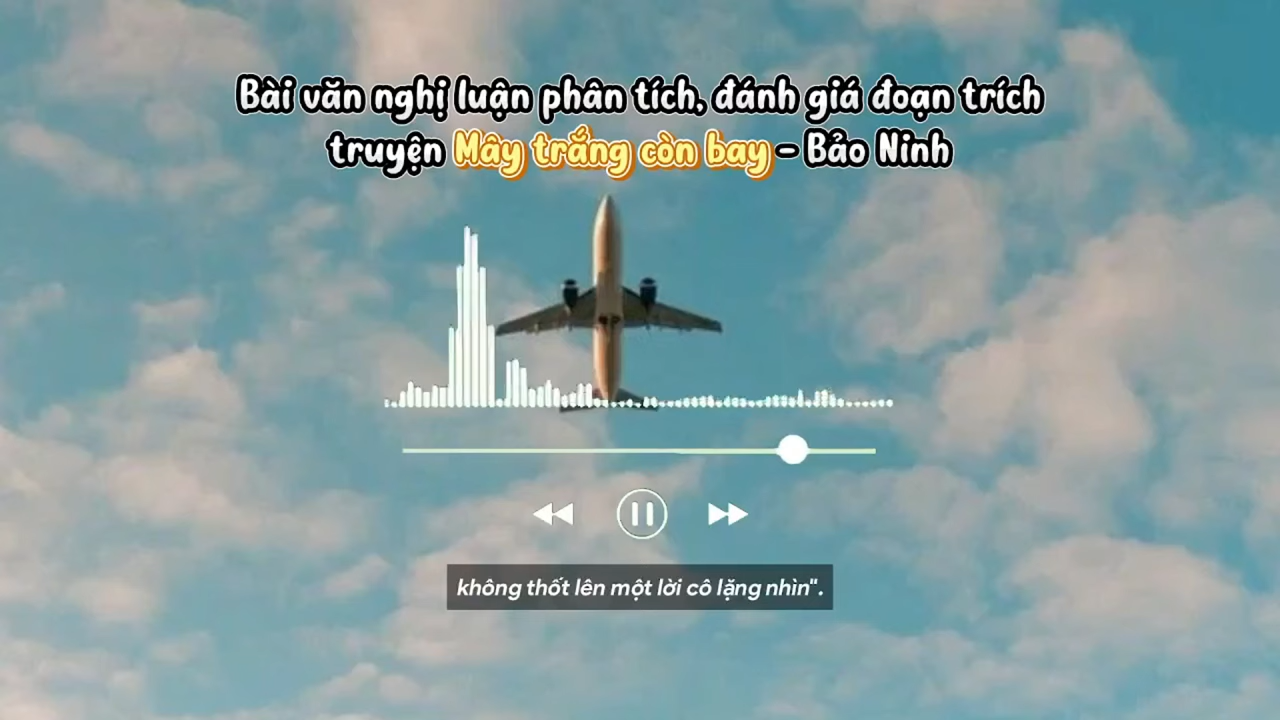 Bài văn nghị luận phân tích, đánh giá đoạn trích
truyện Mây trắng còn bay - Bảo Ninh
không thốt lên một lời cô lặng nhìn".